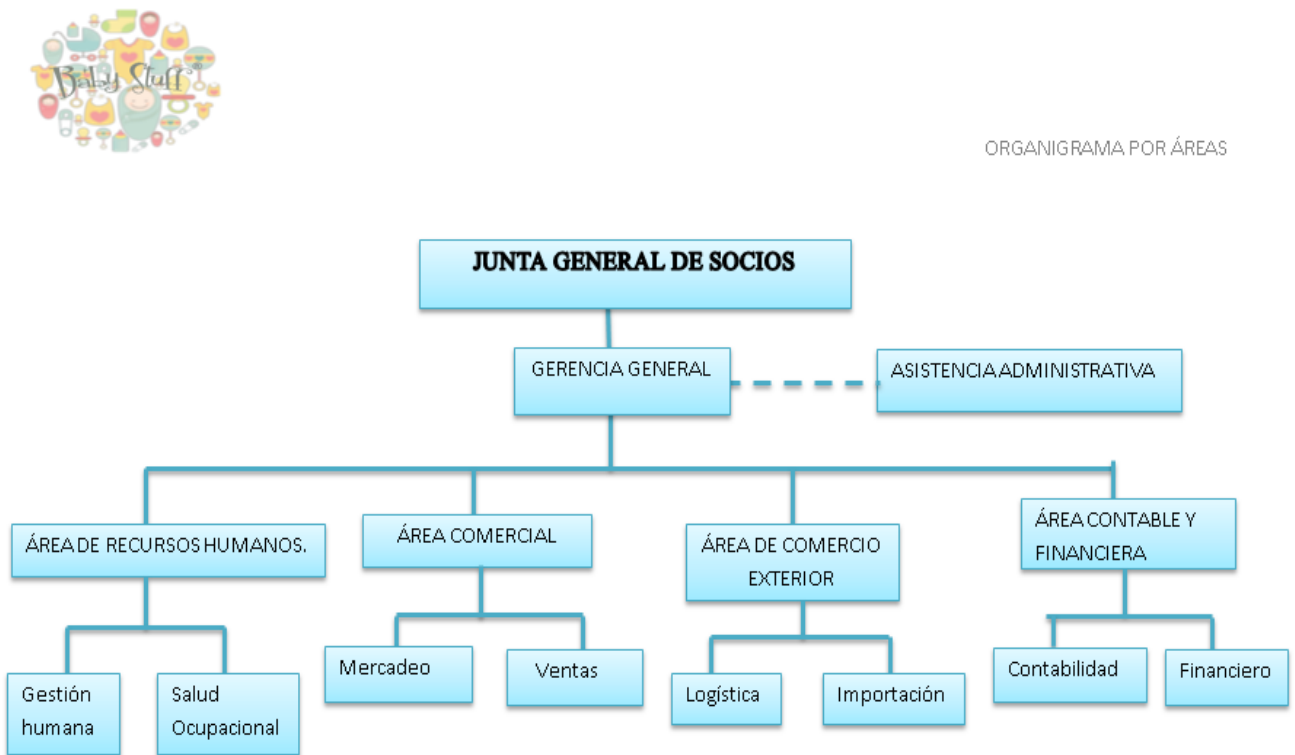 Baby Stuff®
ORGANIGRAMA POR ÁREAS
JUNTA GENERAL DE SOCIOS
GERENCIA GENERAL
ASISTENCIA ADMINISTRATIVA
ÁREA DE RECURSOS HUMANOS.
ÁREA COMERCIAL
ÁREA DE COMERCIO
EXTERIOR
ÁREA CONTABLE Y
FINANCIERA
Gestión
humana
Salud
Ocupacional
Mercadeo
Ventas
Logística
Importación
Contabilidad
Financiero